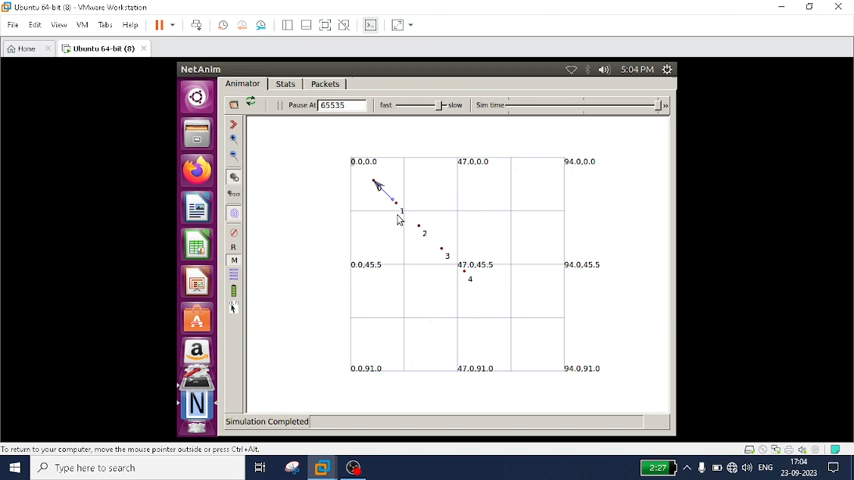 Ubuntu 64-bit (8) - VMware Workstation
File Edit View VM Tabs Help
Home Ubuntu 64-bit (8)
NetAnim 5:04 PM
Animator Stats Packets
Pause At 65535 fast slow Sim time
0.0,0.0 47.0,0.0 94.0,0.0
0
1
2
3
0.0,45.5 47.0,45.5 94.0,45.5
4
0.0,91.0 47.0,91.0 94.0,91.0
R
M
Simulation Completed
To return to your computer, move the mouse pointer outside or press Ctrl+Alt.
Type here to search 2:27 ENG 17:04
23-09-2023